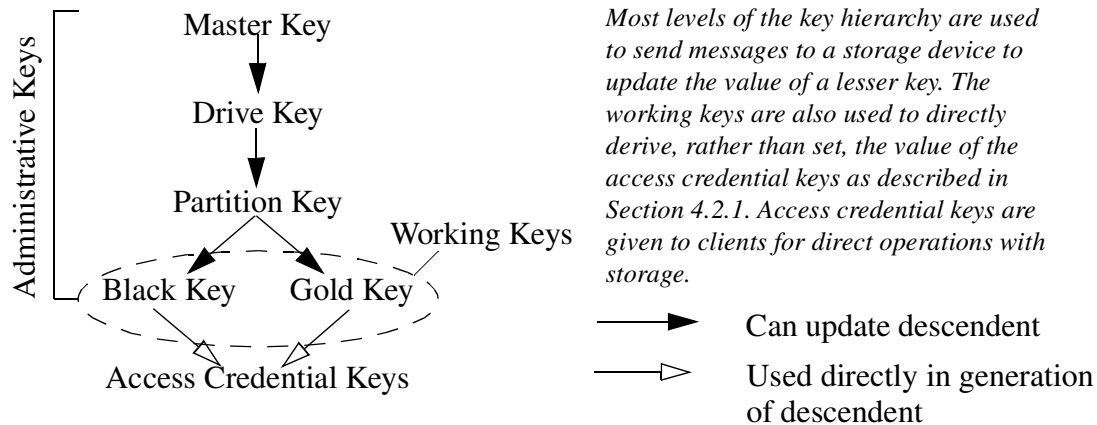 Administrative Keys
Master Key
Drive Key
Partition Key
Working Keys
Black Key
Gold Key
Access Credential Keys
Most levels of the key hierarchy are used
to send messages to a storage device to
update the value of a lesser key. The
working keys are also used to directly
derive, rather than set, the value of the
access credential keys as described in
Section 4.2.1. Access credential keys are
given to clients for direct operations with
storage.
Can update descendent
Used directly in generation
of descendent